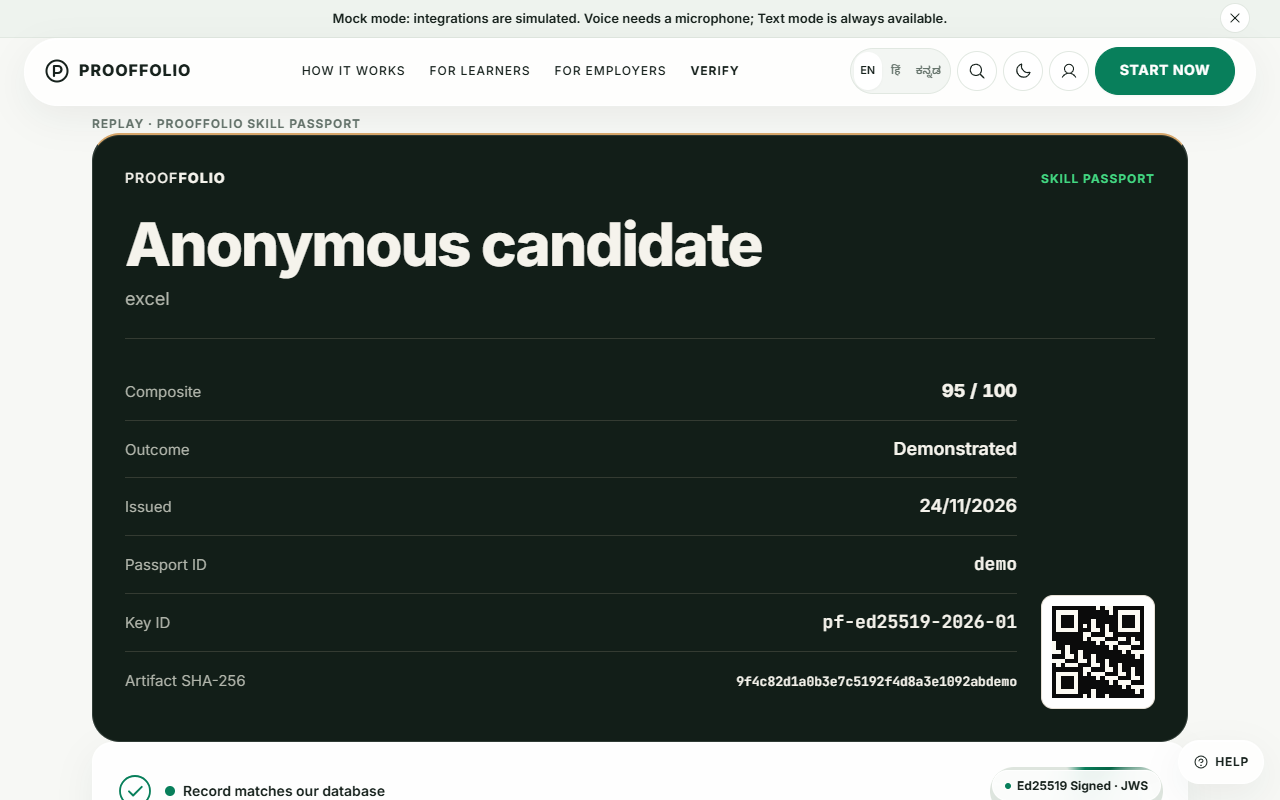 Mock mode: integrations are simulated. Voice needs a microphone; Text mode is always available.
PROOFFOLIO
HOW IT WORKS
FOR LEARNERS
FOR EMPLOYERS
VERIFY
EN
हिं
ಕನ್ನಡ
START NOW
REPLAY · PROOFFOLIO SKILL PASSPORT
PROOFFOLIO
SKILL PASSPORT
Anonymous candidate
excel
Composite
95 / 100
Outcome
Demonstrated
Issued
24/11/2026
Passport ID
demo
Key ID
pf-ed25519-2026-01
Artifact SHA-256
9f4c82d1a0b3e7c5192f4d8a3e1092abdemo
Record matches our database
Ed25519 Signed · JWS
HELP